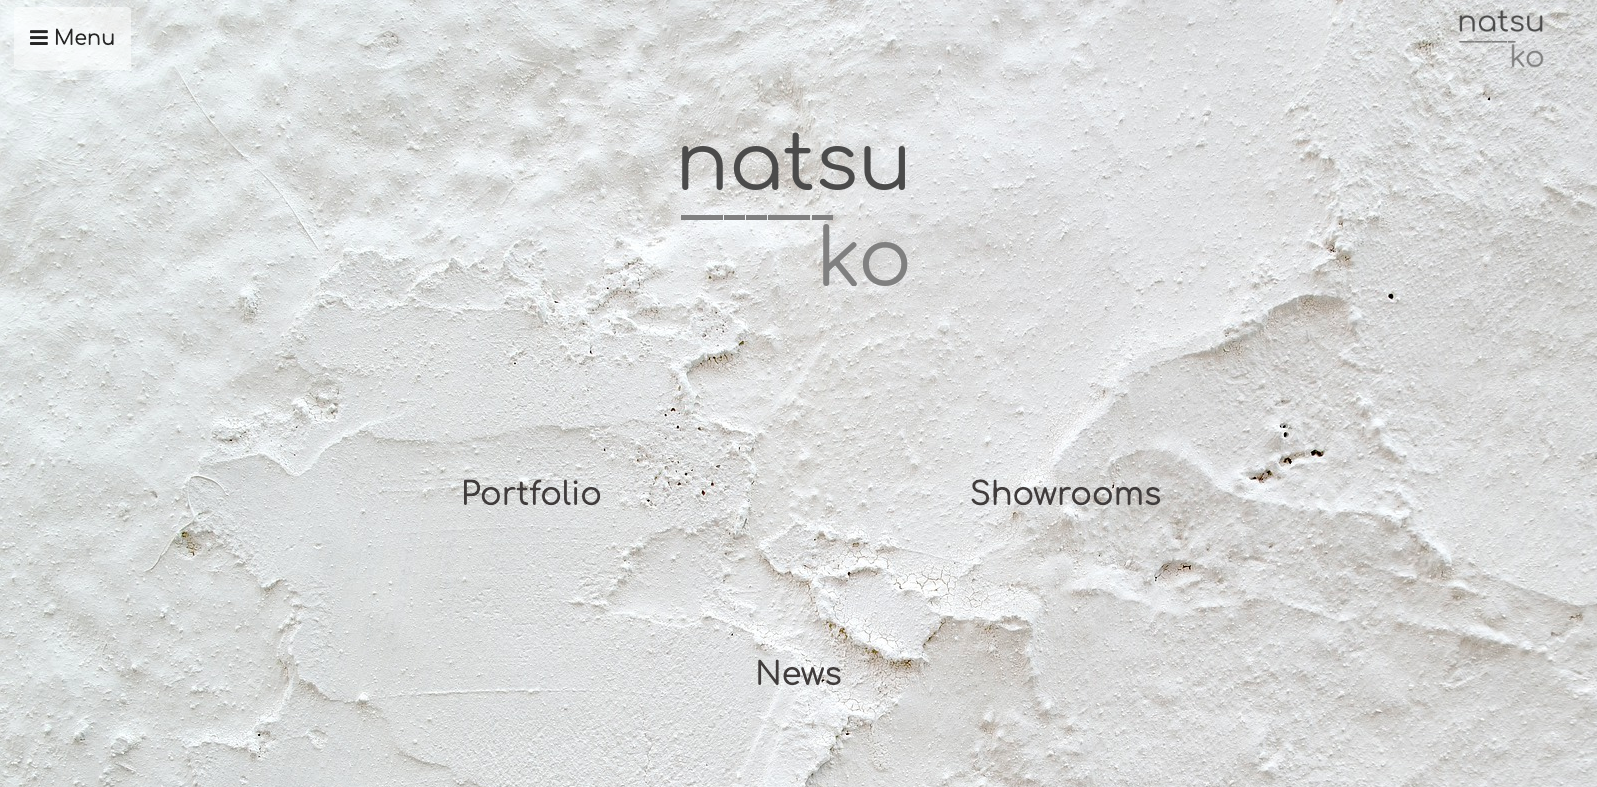 Menu
natsu
ko
natsu
ko
Portfolio
Showrooms
News